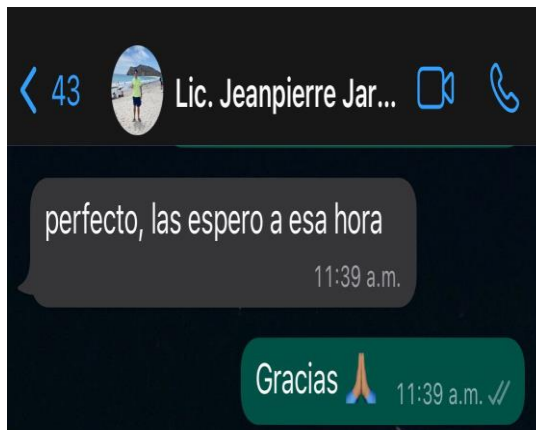 43 Lic. Jeanpierre Jar...
perfecto, las espero a esa hora
11:39 a.m.
Gracias 🙏🏽 11:39 a.m.